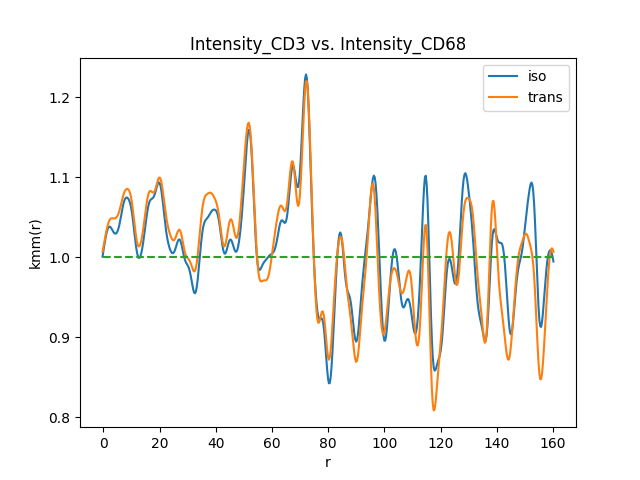 Intensity_CD3 vs. Intensity_CD68
iso
trans
kmm(r)
1.2
1.1
1.0
0.9
0.8
0 20 40 60 80 100 120 140 160
r